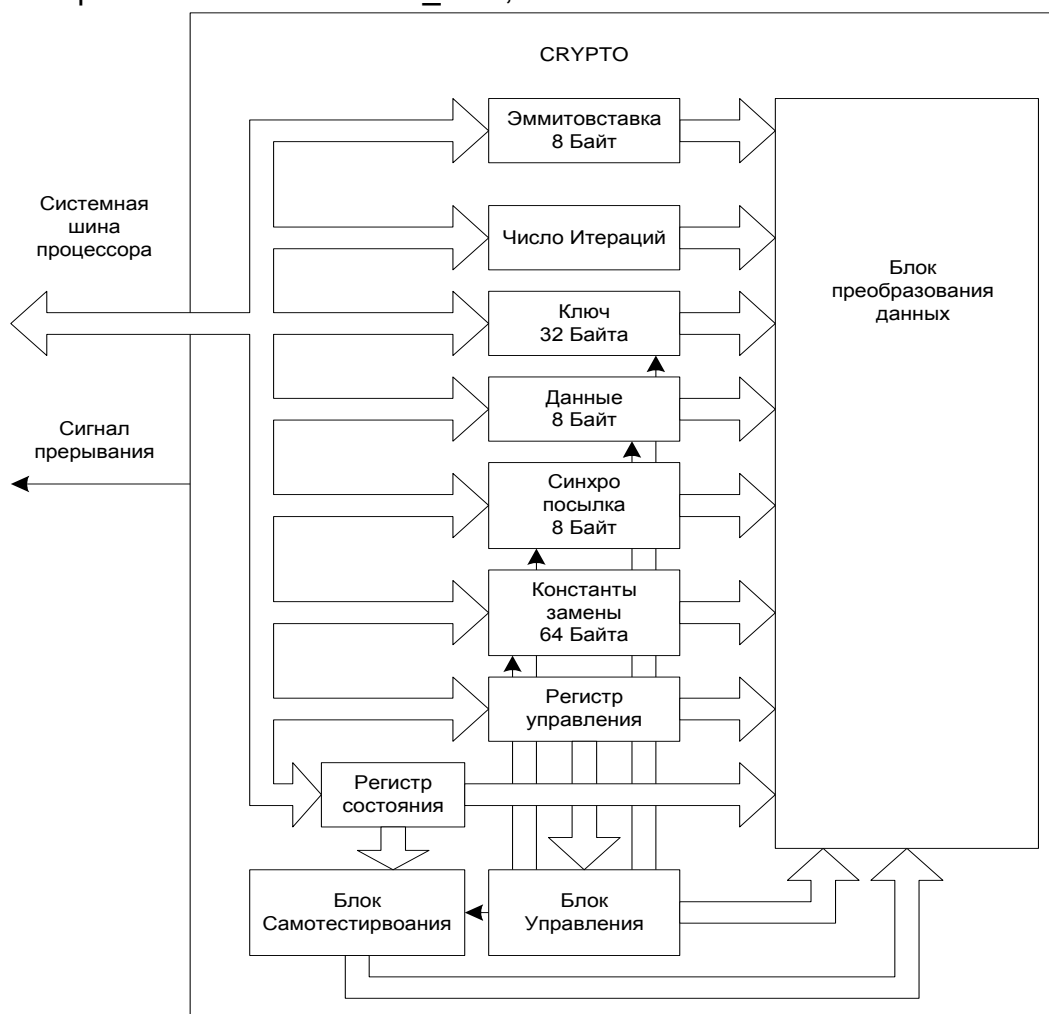 CRYPTO
Эммитовставка
8 Байт
Системная
шина
процессора
Число Итераций
Блок
преобразования
данных
Ключ
32 Байта
Данные
8 Байт
Сигнал
прерывания
Синхро
посылка
8 Байт
Константы
замены
64 Байта
Регистр
управления
Регистр
состояния
Блок
Самотестирвоания
Блок
Управления